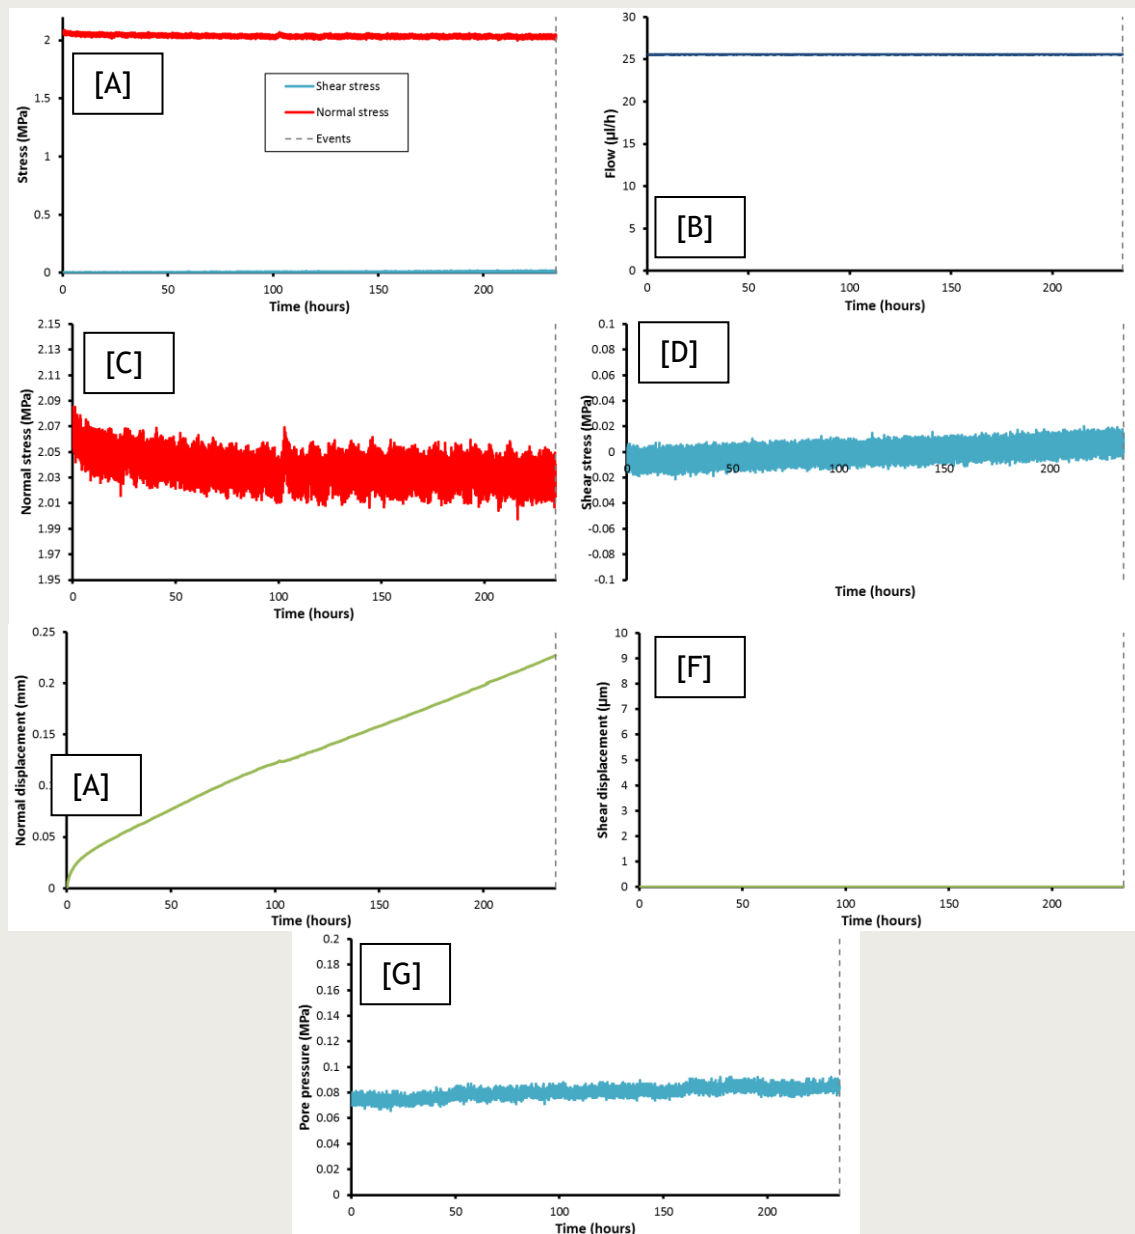 [A]
2
1.5
1
0.5
0
Stress (MPa)
Shear stress
Normal stress
Events
0 50 100 150 200
Time (hours)
[B]
30
25
20
15
10
5
0
Flow (µl/h)
0 50 100 150 200
Time (hours)
[C]
2.15
2.13
2.11
2.09
2.07
2.05
2.03
2.01
1.99
1.97
1.95
Normal stress (MPa)
0 50 100 150 200
Time (hours)
[D]
0.1
0.08
0.06
0.04
0.02
0
-0.02
-0.04
-0.06
-0.08
-0.1
Shear stress (MPa)
0 50 100 150 200
Time (hours)
[A]
0.25
0.2
0.15
0.1
0.05
0
Normal displacement (mm)
0 50 100 150 200
Time (hours)
[F]
10
9
8
7
6
5
4
3
2
1
0
Shear displacement (µm)
0 50 100 150 200
Time (hours)
[G]
0.2
0.18
0.16
0.14
0.12
0.1
0.08
0.06
0.04
0.02
0
Pore pressure (MPa)
0 50 100 150 200
Time (hours)